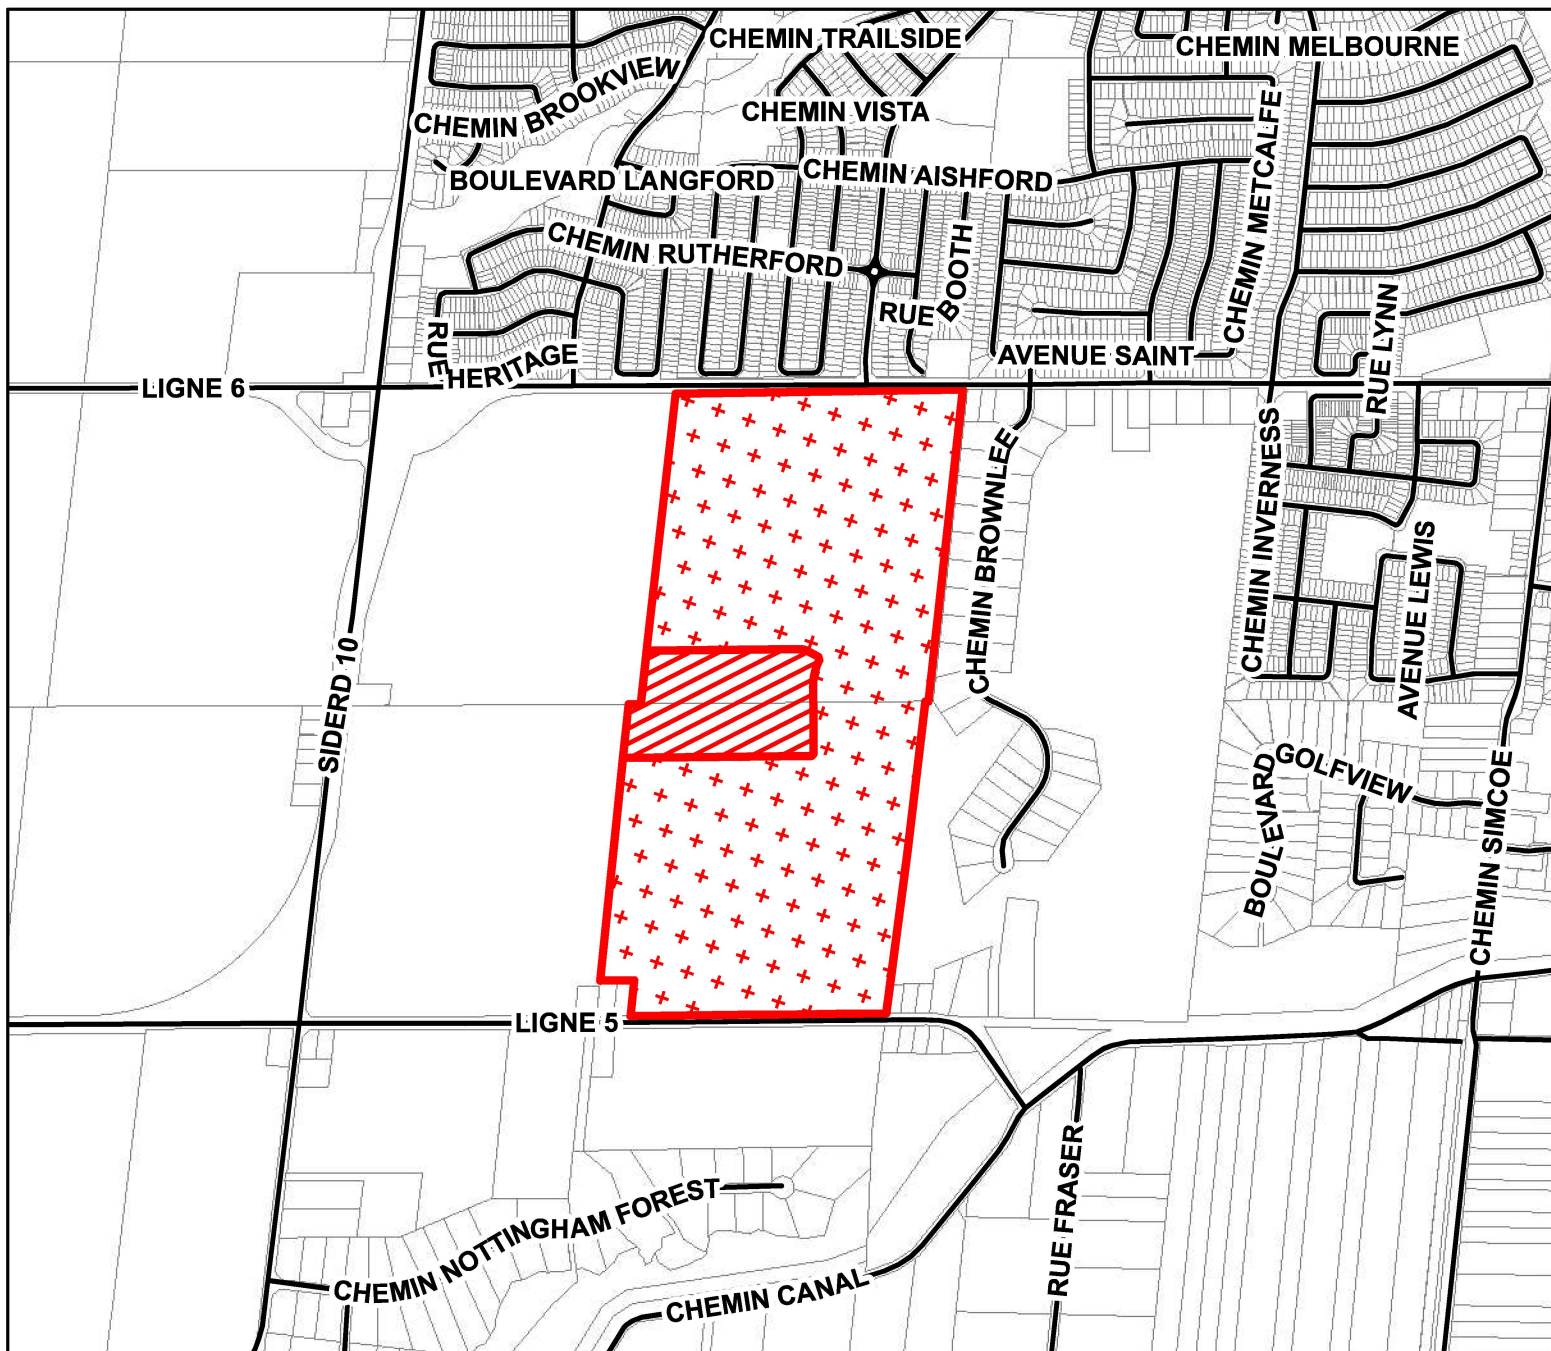 CHEMIN TRAILSIDE
CHEMIN MELBOURNE
CHEMIN BROOKVIEW
CHEMIN VISTA
CHEMIN METCALFE
BOULEVARD LANGFORD
CHEMIN AISHFORD
CHEMIN RUTHERFORD
RUE BOOTH
RUE HERITAGE
AVENUE SAINT
RUE LYNN
LIGNE 6
CHEMIN BROWNLEE
CHEMIN INVERNESS
AVENUE LEWIS
SIDERD 10
BOULEVARD GOLFVIEW
CHEMIN SIMCOE
LIGNE 5
RUE FRASER
CHEMIN NOTTINGHAM FOREST
CHEMIN CANAL